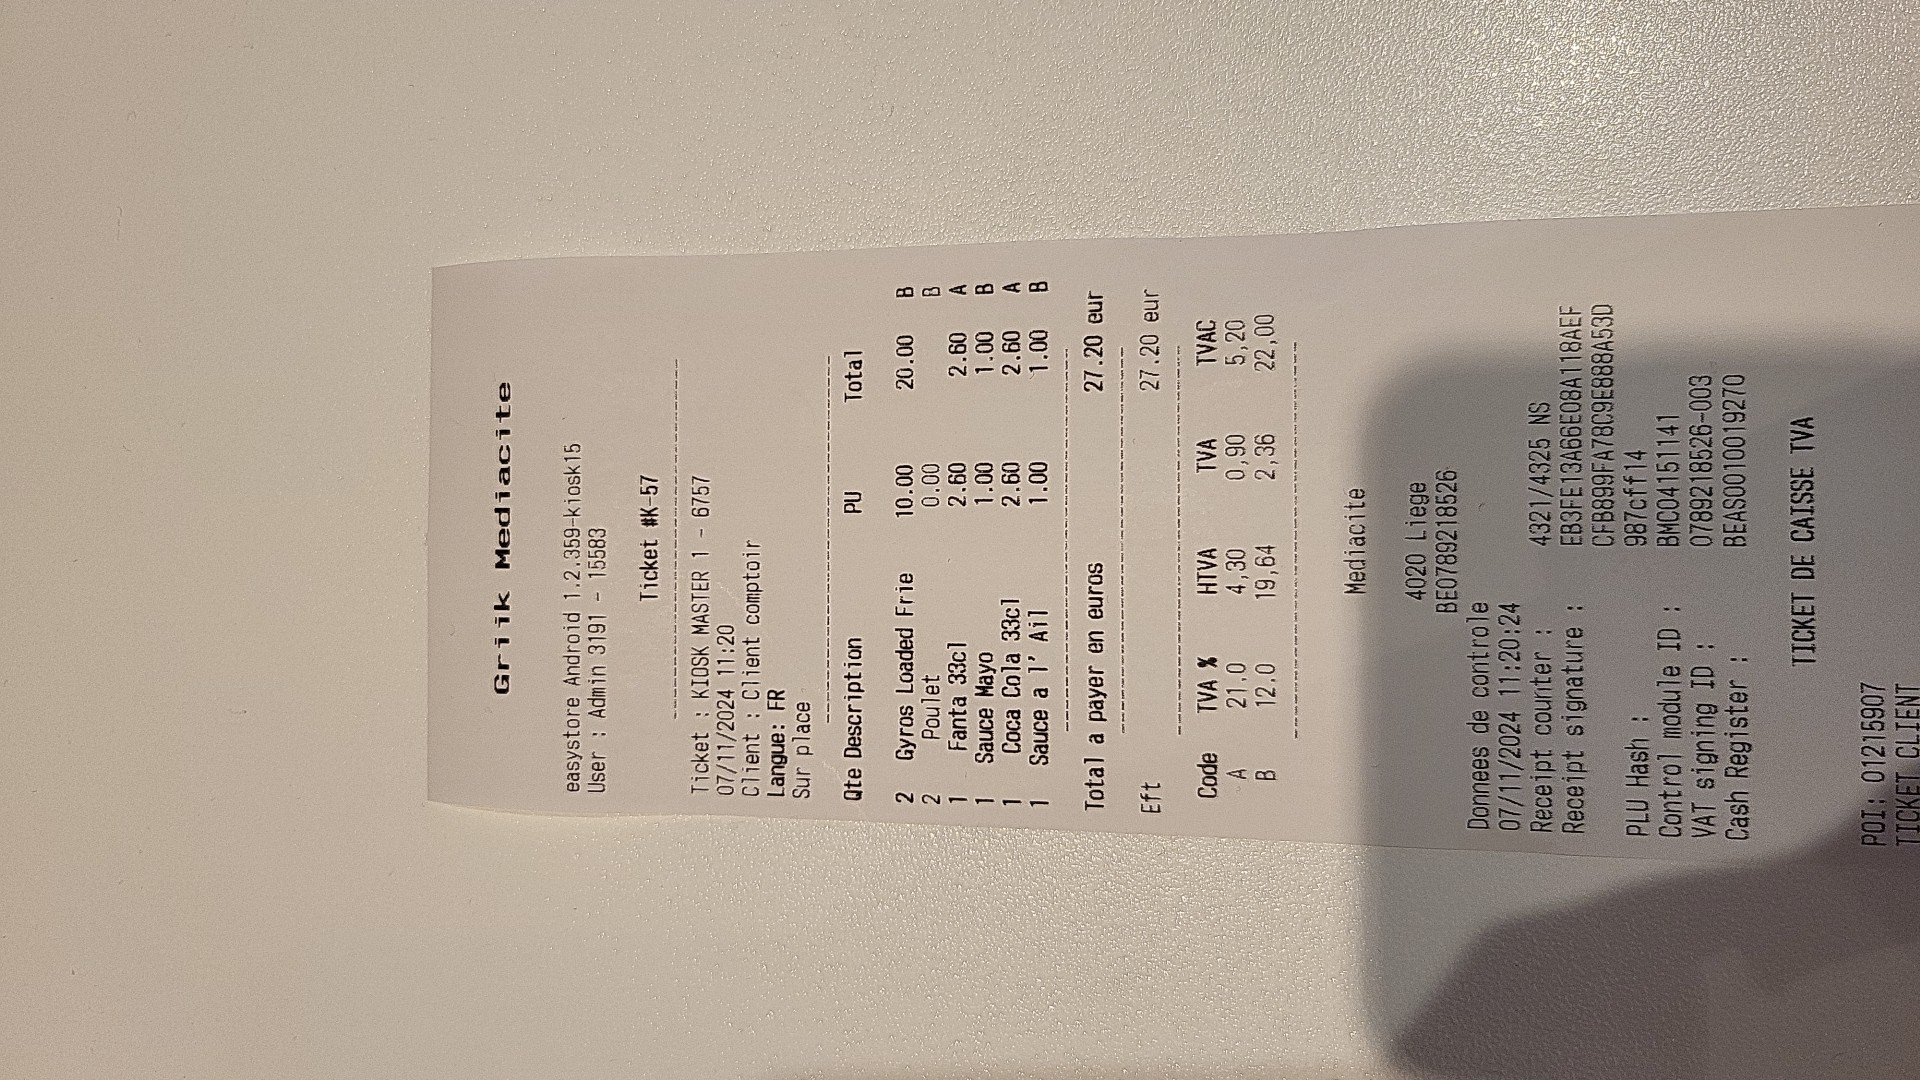 Griik Mediacite
easystore Android 1.2.359-kiosk15
User : Admin 3191 - 15583
Ticket #K-57
Ticket : KIOSK MASTER 1 - 6757
07/11/2024 11:20
Client : Client comptoir
Langue: FR
Sur place
Qte Description PU Total
2 Gyros Loaded Frie 10.00 20.00 B
2 Poulet 0.00 B
1 Fanta 33cl 2.60 2.60 A
1 Sauce Mayo 1.00 1.00 B
1 Coca Cola 33cl 2.60 2.60 A
1 Sauce a l' Ail 1.00 1.00 B
Total a payer en euros 27.20 eur
Eft 27.20 eur
Code TVA % HTVA TVA TVAC
A 21,0 4,30 0,90 5,20
B 12,0 19,64 2,36 22,00
Mediacite
4020 Liege
BE0789218526
Donnees de controle
07/11/2024 11:20:24
Receipt counter : 4321/4325 NS
Receipt signature : EB3FE13A66E08A118AEF
CFB899FA78C9E888A53D
PLU Hash : 987cff14
Control module ID : BMC04151141
VAT signing ID : 0789218526-003
Cash Register : BEAS0010019270
TICKET DE CAISSE TVA
POI: 01215907
TICKET CLIENT